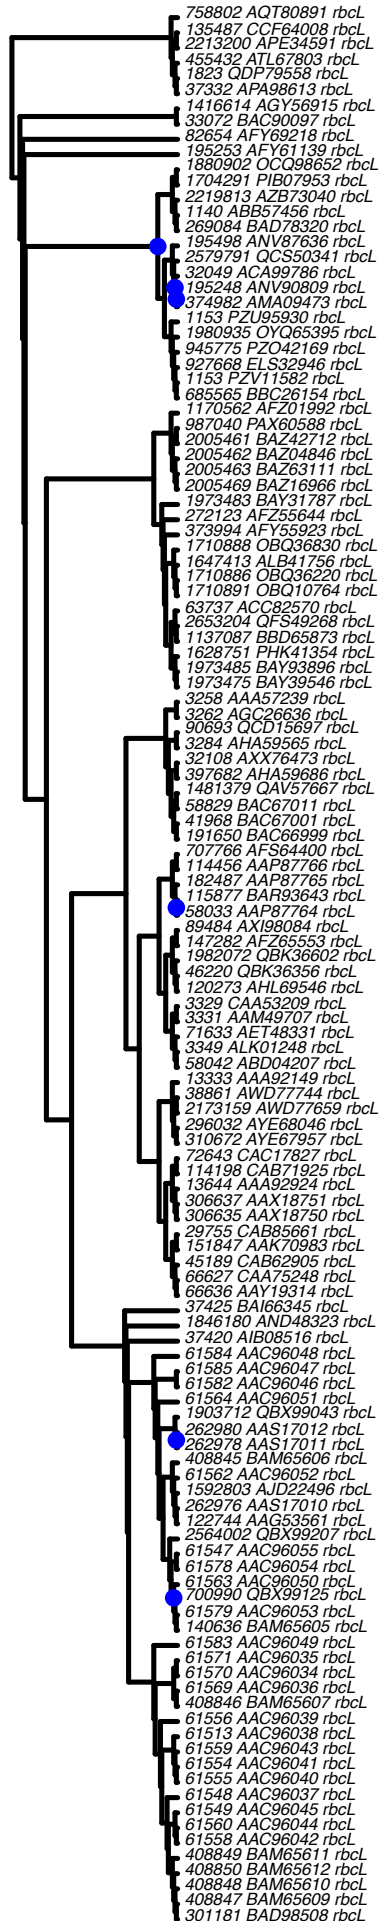 758802 AQT80891 rbcL
135487 CCF64008 rbcL
2213200 APE34591 rbcL
455432 ATL67803 rbcL
1823 QDP79558 rbcL
37332 APA98613 rbcL
1416614 AGY56915 rbcL
33072 BAC90097 rbcL
82654 AFY69218 rbcL
195253 AFY61139 rbcL
1880902 OCQ98652 rbcL
1704291 PIB07953 rbcL
2219813 AZB73040 rbcL
1140 ABB57456 rbcL
269084 BAD78320 rbcL
195498 ANV87636 rbcL
2579791 QCS50341 rbcL
32049 ACA99786 rbcL
195248 ANV90809 rbcL
374982 AMA09473 rbcL
1153 PZU95930 rbcL
1980935 OYQ65395 rbcL
945775 PZO42169 rbcL
927668 ELS32946 rbcL
1153 PZV11582 rbcL
685565 BBC26154 rbcL
1170562 AFZ01992 rbcL
987040 PAX60588 rbcL
2005461 BAZ42712 rbcL
2005462 BAZ04846 rbcL
2005463 BAZ63111 rbcL
2005469 BAZ16966 rbcL
1973483 BAY31787 rbcL
272123 AFZ55644 rbcL
373994 AFY55923 rbcL
1710888 OBQ36830 rbcL
1647413 ALB41756 rbcL
1710886 OBQ36220 rbcL
1710891 OBQ10764 rbcL
63737 ACC82570 rbcL
2653204 QFS49268 rbcL
1137087 BBD65873 rbcL
1628751 PHK41354 rbcL
1973485 BAY93896 rbcL
1973475 BAY39546 rbcL
3258 AAA57239 rbcL
3262 AGC26636 rbcL
90693 QCD15697 rbcL
3284 AHA59565 rbcL
32108 AXX76473 rbcL
397682 AHA59686 rbcL
1481379 QAV57667 rbcL
58829 BAC67011 rbcL
41968 BAC67001 rbcL
191650 BAC66999 rbcL
707766 AFS64400 rbcL
114456 AAP87766 rbcL
182487 AAP87765 rbcL
115877 BAR93643 rbcL
58033 AAP87764 rbcL
89484 AXI98084 rbcL
147282 AFZ65553 rbcL
1982072 QBK36602 rbcL
46220 QBK36356 rbcL
120273 AHL69546 rbcL
3329 CAA53209 rbcL
3331 AAM49707 rbcL
71633 AET48331 rbcL
3349 ALK01248 rbcL
58042 ABD04207 rbcL
13333 AAA92149 rbcL
38861 AWD77744 rbcL
2173159 AWD77659 rbcL
296032 AYE68046 rbcL
310672 AYE67957 rbcL
72643 CAC17827 rbcL
114198 CAB71925 rbcL
13644 AAA92924 rbcL
306637 AAX18751 rbcL
306635 AAX18750 rbcL
29755 CAB85661 rbcL
151847 AAK70983 rbcL
45189 CAB62905 rbcL
66627 CAA75248 rbcL
66636 AAY19314 rbcL
37425 BAI66345 rbcL
1846180 AND48323 rbcL
37420 AIB08516 rbcL
61584 AAC96048 rbcL
61585 AAC96047 rbcL
61582 AAC96046 rbcL
61564 AAC96051 rbcL
1903712 QBX99043 rbcL
262980 AAS17012 rbcL
262978 AAS17011 rbcL
408845 BAM65606 rbcL
61562 AAC96052 rbcL
1592803 AJD22496 rbcL
262976 AAS17010 rbcL
122744 AAG53561 rbcL
2564002 QBX99207 rbcL
61547 AAC96055 rbcL
61578 AAC96054 rbcL
61563 AAC96050 rbcL
700990 QBX99125 rbcL
61579 AAC96053 rbcL
140636 BAM65605 rbcL
61583 AAC96049 rbcL
61571 AAC96035 rbcL
61570 AAC96034 rbcL
61569 AAC96036 rbcL
408846 BAM65607 rbcL
61556 AAC96039 rbcL
61513 AAC96038 rbcL
61559 AAC96043 rbcL
61554 AAC96041 rbcL
61555 AAC96040 rbcL
61548 AAC96037 rbcL
61549 AAC96045 rbcL
61560 AAC96044 rbcL
61558 AAC96042 rbcL
408849 BAM65611 rbcL
408850 BAM65612 rbcL
408848 BAM65610 rbcL
408847 BAM65609 rbcL
301181 BAD98508 rbcL